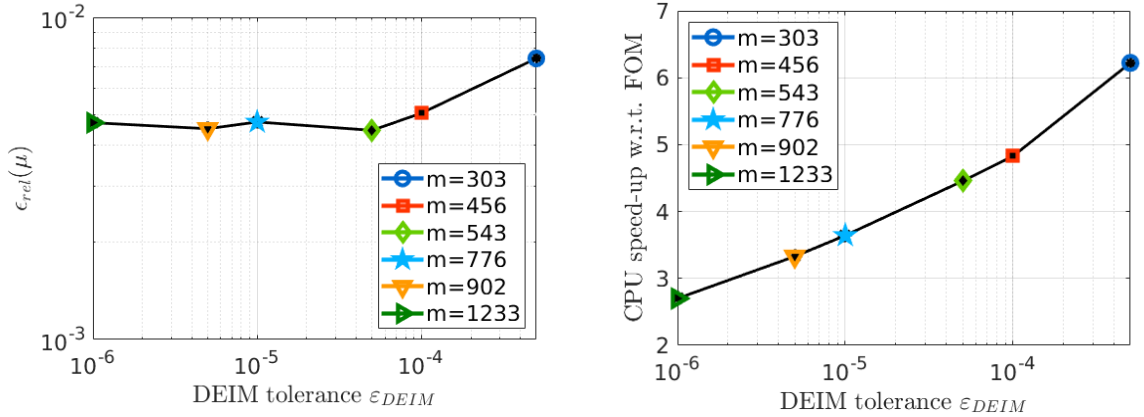 10^-2
10^-3
ϵ_rel(μ)
m=303
m=456
m=543
m=776
m=902
m=1233
10^-6
10^-5
10^-4
DEIM tolerance ε_DEIM
7
6
5
4
3
2
CPU speed-up w.r.t. FOM
m=303
m=456
m=543
m=776
m=902
m=1233
10^-6
10^-5
10^-4
DEIM tolerance ε_DEIM